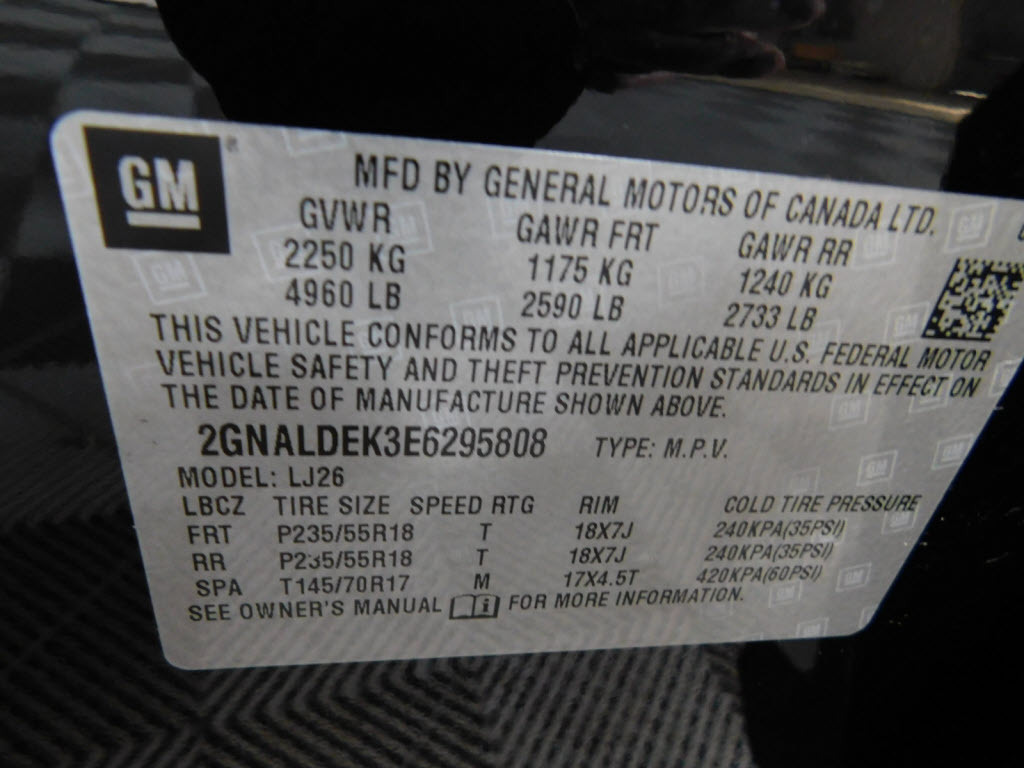 GM
MFD BY GENERAL MOTORS OF CANADA LTD.
GVWR GAWR FRT GAWR RR
2250 KG 1175 KG 1240 KG
4960 LB 2590 LB 2733 LB
THIS VEHICLE CONFORMS TO ALL APPLICABLE U.S. FEDERAL MOTOR
VEHICLE SAFETY AND THEFT PREVENTION STANDARDS IN EFFECT ON
THE DATE OF MANUFACTURE SHOWN ABOVE.
2GNALDEK3E6295808 TYPE: M.P.V.
MODEL: LJ26
LBCZ TIRE SIZE SPEED RTG RIM COLD TIRE PRESSURE
FRT P235/55R18 T 18X7J 240KPA(35PSI)
RR P235/55R18 T 18X7J 240KPA(35PSI)
SPA T145/70R17 M 17X4.5T 420KPA(60PSI)
SEE OWNER'S MANUAL FOR MORE INFORMATION.